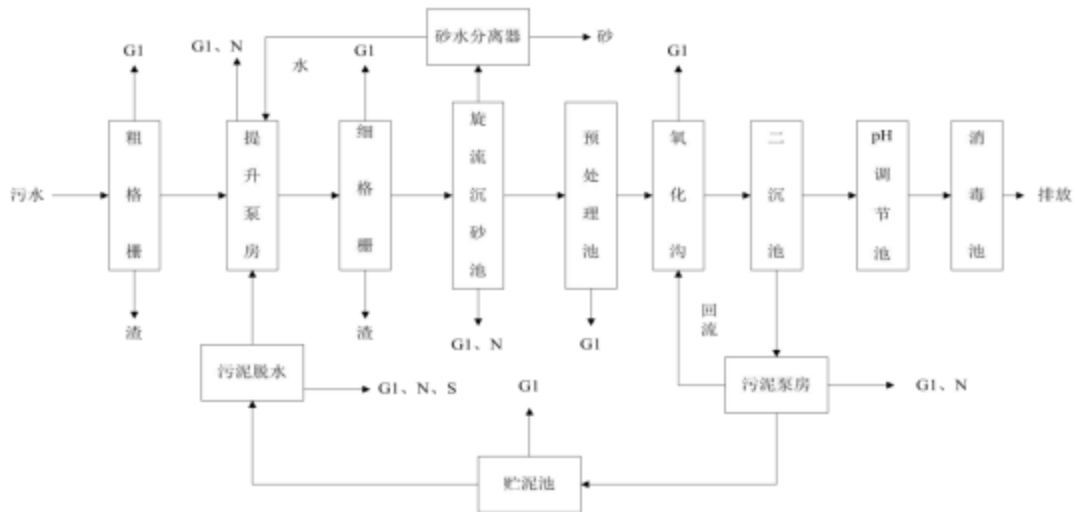 砂水分离器
砂
G1
G1、N
水
G1
G1
污水
粗格栅
提升泵房
细格栅
旋流沉砂池
预处理池
氧化沟
二沉池
pH调节池
消毒池
排放
渣
渣
G1、N
G1
回流
污泥脱水
G1、N、S
G1
污泥泵房
G1、N
贮泥池